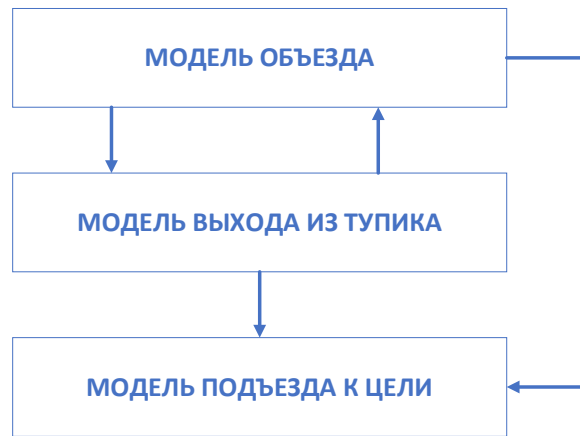 МОДЕЛЬ ОБЪЕЗДА
МОДЕЛЬ ВЫХОДА ИЗ ТУПИКА
МОДЕЛЬ ПОДЪЕЗДА К ЦЕЛИ